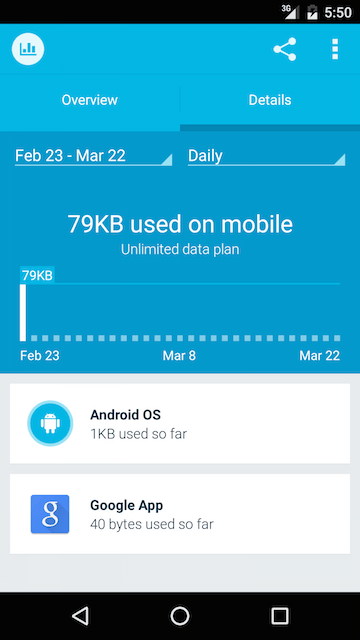 3G 5:50
Overview Details
Feb 23 - Mar 22 Daily
79KB used on mobile
Unlimited data plan
79KB
Feb 23 Mar 8 Mar 22
Android OS
1KB used so far
g
Google App
40 bytes used so far